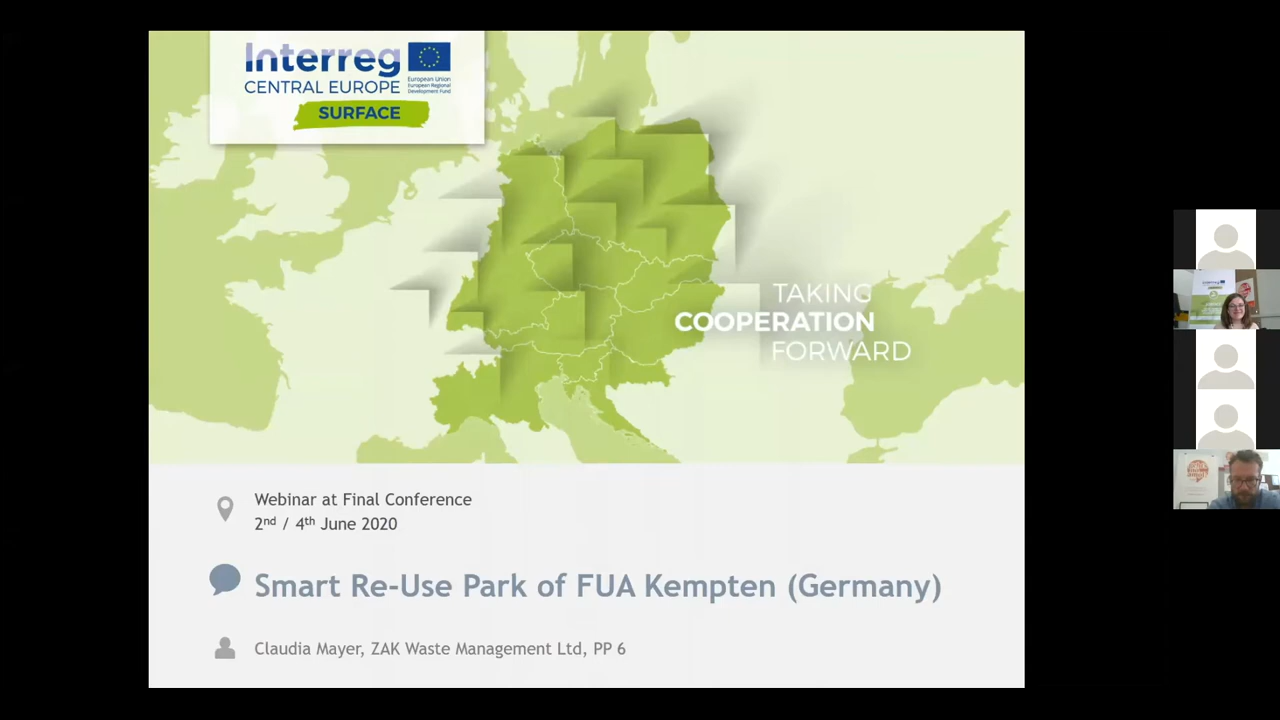 Interreg
CENTRAL EUROPE
European Union
European Regional
Development Fund
SURFACE
TAKING
COOPERATION
FORWARD
Webinar at Final Conference
2nd / 4th June 2020
Smart Re-Use Park of FUA Kempten (Germany)
Claudia Mayer, ZAK Waste Management Ltd, PP 6